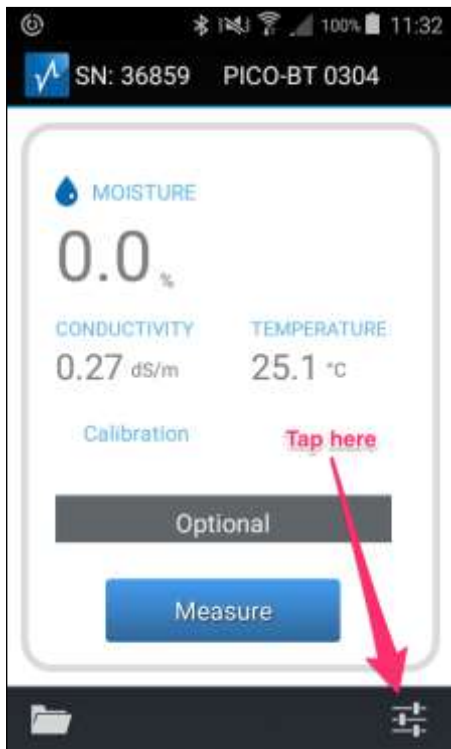 100% 11:32
SN: 36859 PICO-BT 0304
MOISTURE
0.0 %
CONDUCTIVITY TEMPERATURE
0.27 dS/m 25.1 °C
Calibration Tap here
Optional
Measure